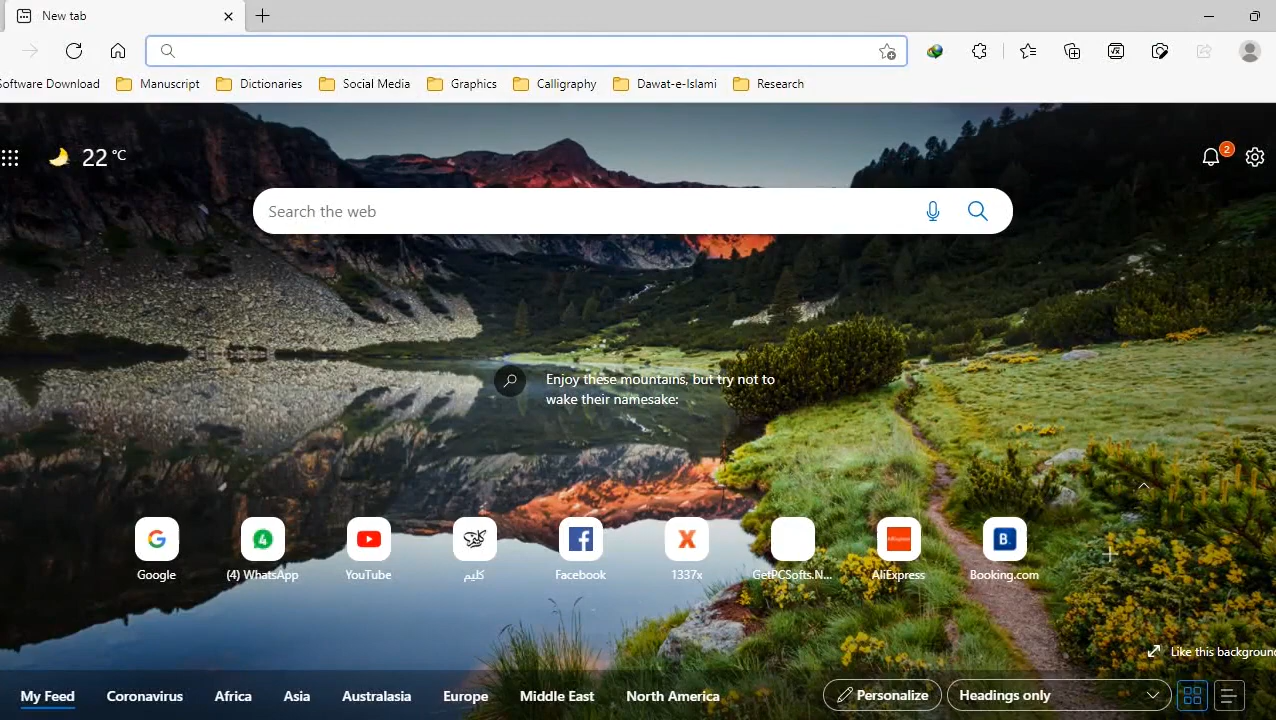 New tab
Software Download
Manuscript
Dictionaries
Social Media
Graphics
Calligraphy
Dawat-e-Islami
Research
22 °C
2
Search the web
Enjoy these mountains, but try not to
wake their namesake:
Google
(4) WhatsApp
YouTube
کلیم
Facebook
1337x
GetPCSofts.N...
AliExpress
Booking.com
Like this background
My Feed
Coronavirus
Africa
Asia
Australasia
Europe
Middle East
North America
Personalize
Headings only